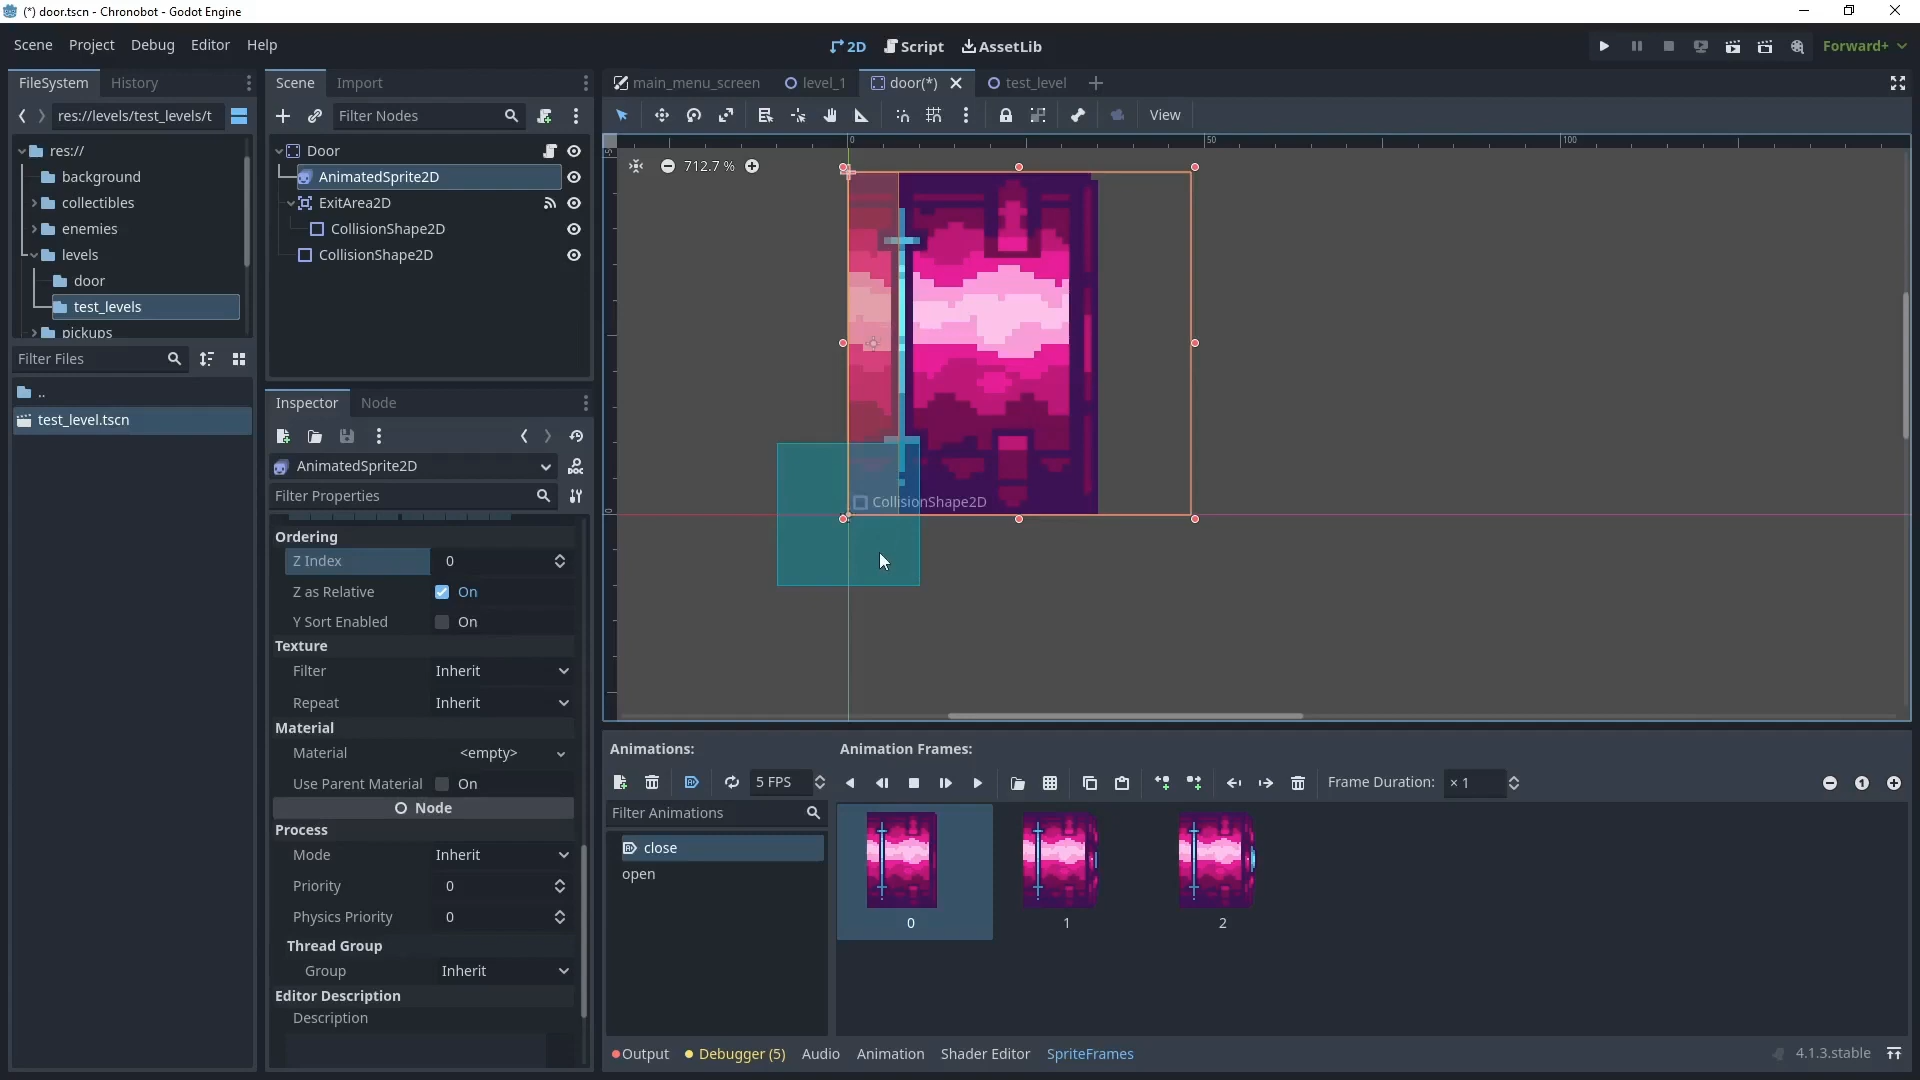 (*) door.tscn - Chronobot - Godot Engine
Scene Project Debug Editor Help
2D Script AssetLib
Forward+
FileSystem History
res://levels/test_levels/t
res://
background
collectibles
enemies
levels
door
test_levels
pickups
Filter Files
..
test_level.tscn
Scene Import
Filter Nodes
Door
AnimatedSprite2D
ExitArea2D
CollisionShape2D
CollisionShape2D
Inspector Node
AnimatedSprite2D
Filter Properties
Ordering
Z Index 0
Z as Relative On
Y Sort Enabled On
Texture
Filter Inherit
Repeat Inherit
Material
Material <empty>
Use Parent Material On
Node
Process
Mode Inherit
Priority 0
Physics Priority 0
Thread Group
Group Inherit
Editor Description
Description
main_menu_screen level_1 door(*) test_level
View
0 50 100
712.7 %
0
CollisionShape2D
Animations:
5 FPS
Filter Animations
close
open
Animation Frames:
Frame Duration: × 1
0 1 2
Output Debugger (5) Audio Animation Shader Editor SpriteFrames
4.1.3.stable